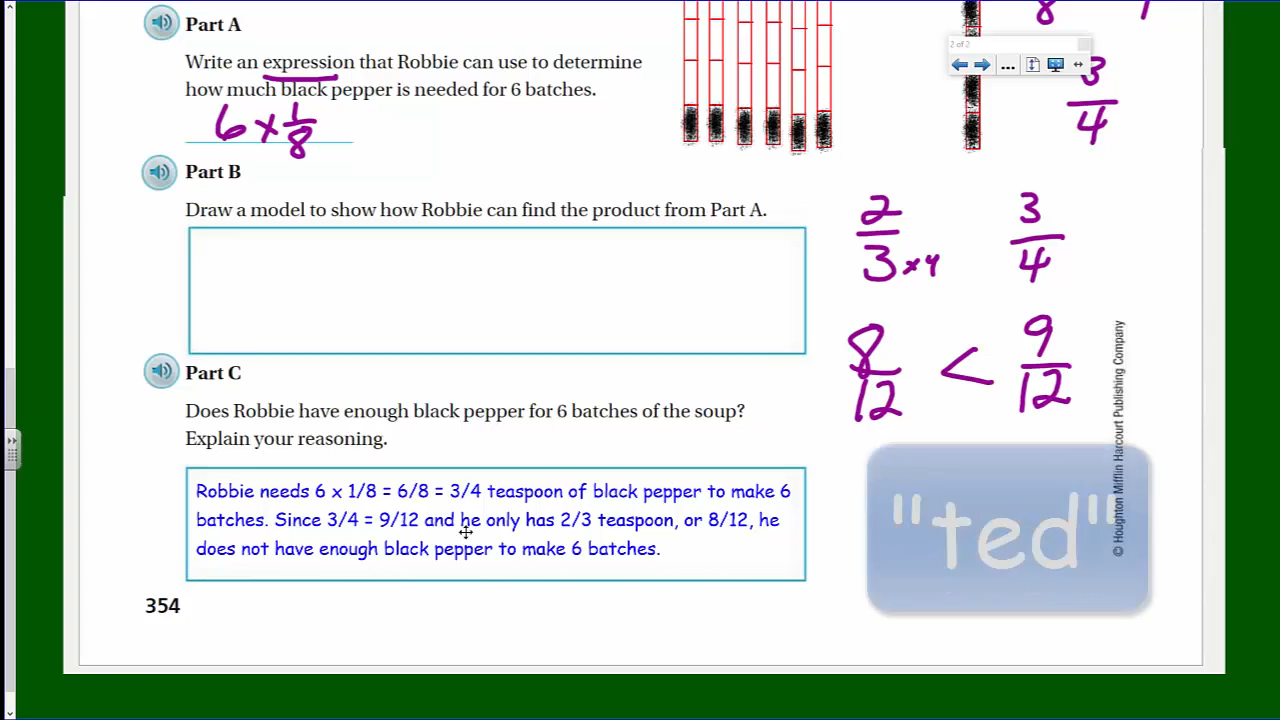 Part A
Write an expression that Robbie can use to determine
how much black pepper is needed for 6 batches.
6 x 1/8
Part B
Draw a model to show how Robbie can find the product from Part A.
Part C
Does Robbie have enough black pepper for 6 batches of the soup?
Explain your reasoning.
Robbie needs 6 x 1/8 = 6/8 = 3/4 teaspoon of black pepper to make 6
batches. Since 3/4 = 9/12 and he only has 2/3 teaspoon, or 8/12, he
does not have enough black pepper to make 6 batches.
354
2 of 2
...
8
3/4
2/3 x4 3/4
8/12 < 9/12
© Houghton Mifflin Harcourt Publishing Company
"ted"